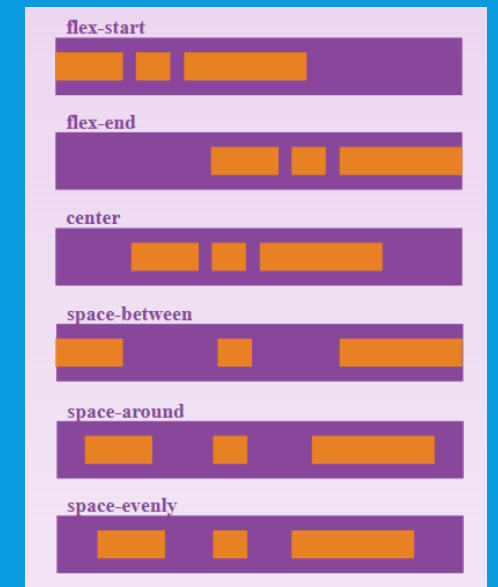 flex-start
flex-end
center
space-between
space-around
space-evenly